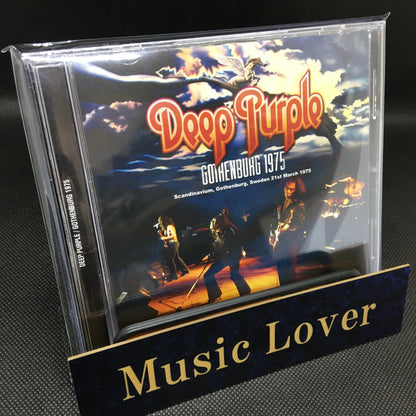 Deep Purple
GOTHENBURG 1975
Scandinavium, Gothenburg, Sweden 21st March 1975
DEEP PURPLE / GOTHENBURG 1975
Music Lover